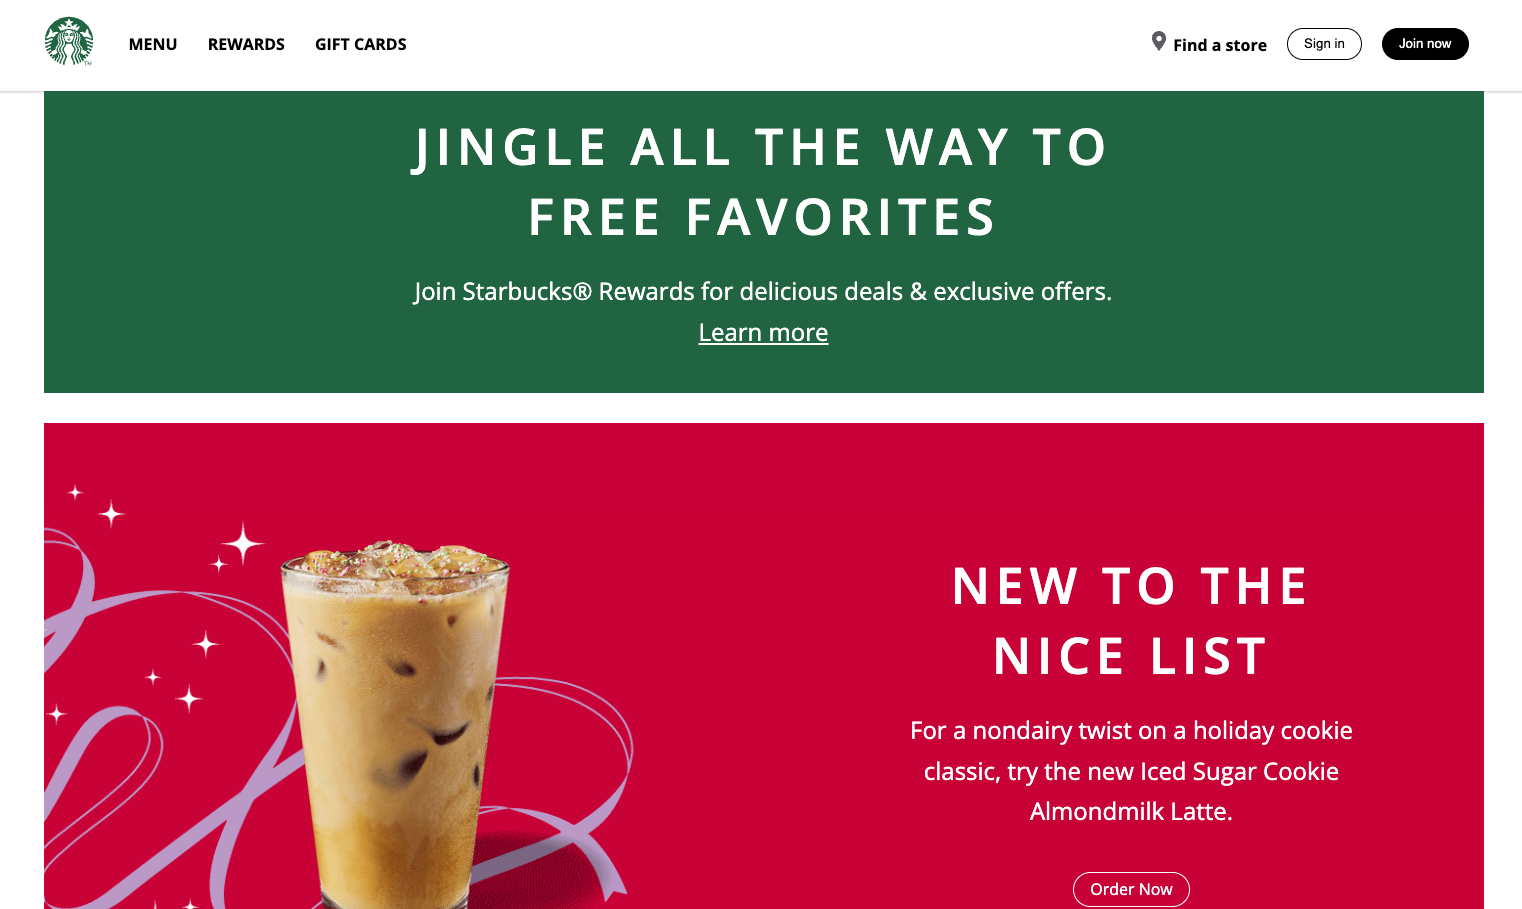 MENU REWARDS GIFT CARDS Find a store Sign in Join now
JINGLE ALL THE WAY TO
FREE FAVORITES
Join Starbucks® Rewards for delicious deals & exclusive offers.
Learn more
NEW TO THE
NICE LIST
For a nondairy twist on a holiday cookie
classic, try the new Iced Sugar Cookie
Almondmilk Latte.
Order Now